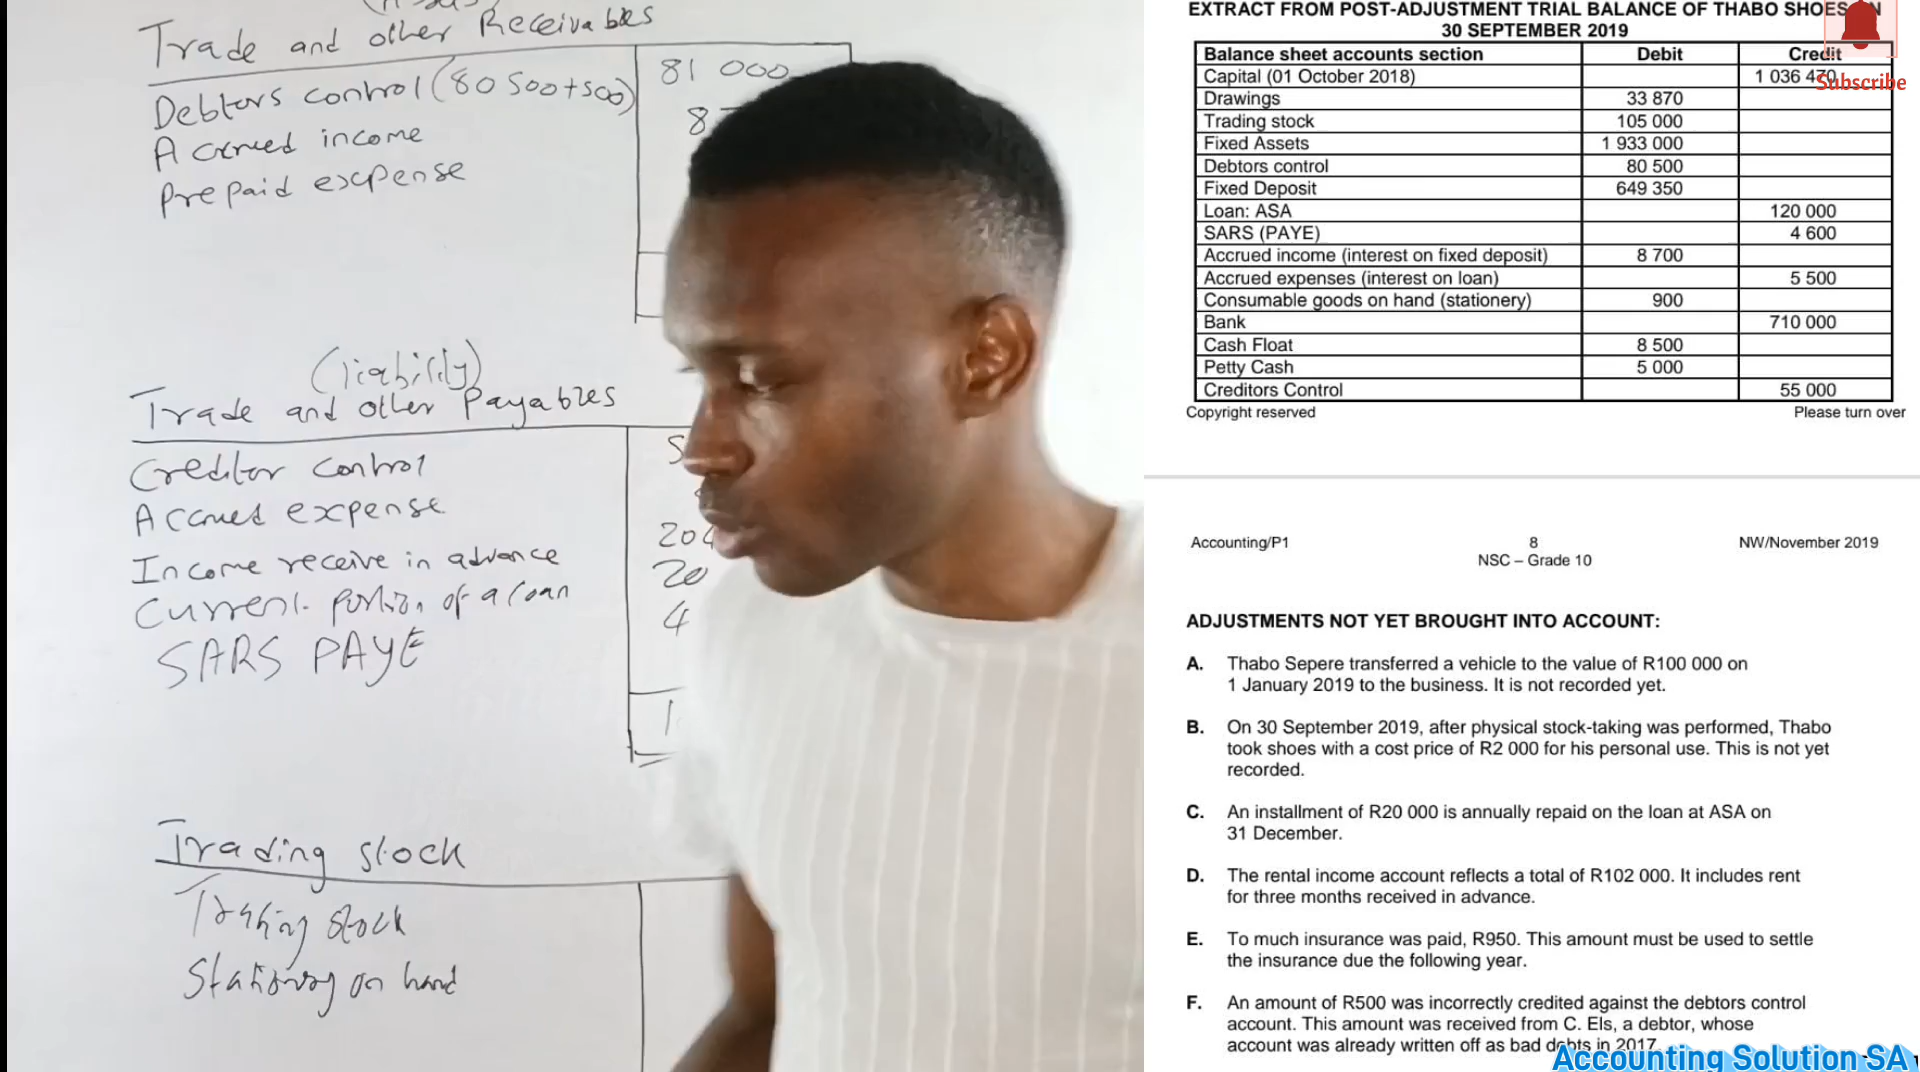 Trade and other Receivables
Debtors control (80 500+500) 81 000
Accrued income 8
Prepaid expense
(liability)
Trade and other Payables
Creditor control
Accrued expense
Income receive in advance 20
Current portion of a loan 20
SARS PAYE 4
Trading stock
Trading stock
Stationery on hand
EXTRACT FROM POST-ADJUSTMENT TRIAL BALANCE OF THABO SHOES
30 SEPTEMBER 2019
Balance sheet accounts section Debit Credit
Capital (01 October 2018) 1 036 470
Subscribe
Drawings 33 870
Trading stock 105 000
Fixed Assets 1 933 000
Debtors control 80 500
Fixed Deposit 649 350
Loan: ASA 120 000
SARS (PAYE) 4 600
Accrued income (interest on fixed deposit) 8 700
Accrued expenses (interest on loan) 5 500
Consumable goods on hand (stationery) 900
Bank 710 000
Cash Float 8 500
Petty Cash 5 000
Creditors Control 55 000
Copyright reserved Please turn over
Accounting/P1 8 NW/November 2019
NSC – Grade 10
ADJUSTMENTS NOT YET BROUGHT INTO ACCOUNT:
A. Thabo Sepere transferred a vehicle to the value of R100 000 on
1 January 2019 to the business. It is not recorded yet.
B. On 30 September 2019, after physical stock-taking was performed, Thabo
took shoes with a cost price of R2 000 for his personal use. This is not yet
recorded.
C. An installment of R20 000 is annually repaid on the loan at ASA on
31 December.
D. The rental income account reflects a total of R102 000. It includes rent
for three months received in advance.
E. To much insurance was paid, R950. This amount must be used to settle
the insurance due the following year.
F. An amount of R500 was incorrectly credited against the debtors control
account. This amount was received from C. Els, a debtor, whose
account was already written off as bad debts in 2017.
Accounting Solution SA